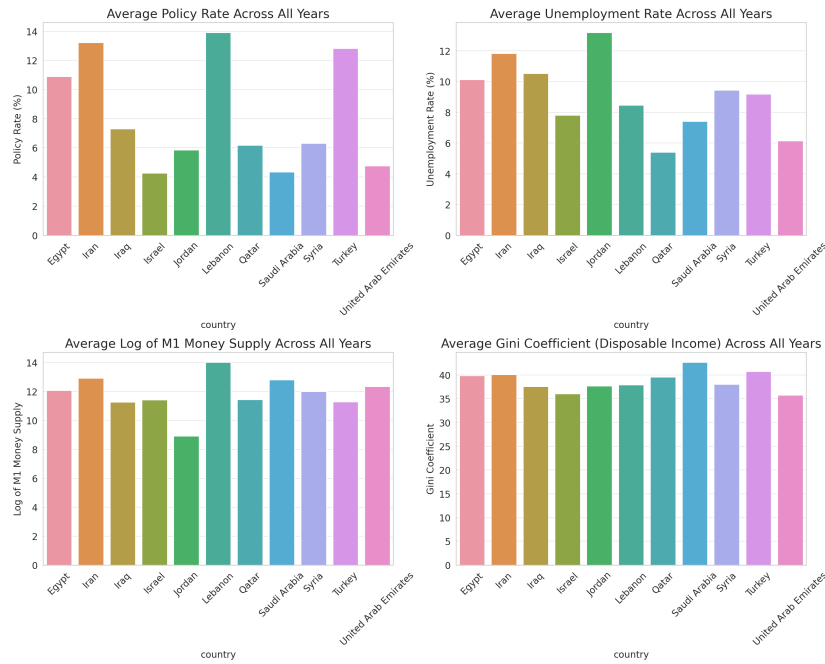 Average Policy Rate Across All Years
Policy Rate (%)
14
12
10
8
6
4
2
0
Egypt
Iran
Iraq
Israel
Jordan
Lebanon
Qatar
Saudi Arabia
Syria
Turkey
United Arab Emirates
country
Average Unemployment Rate Across All Years
Unemployment Rate (%)
12
10
8
6
4
2
0
Egypt
Iran
Iraq
Israel
Jordan
Lebanon
Qatar
Saudi Arabia
Syria
Turkey
United Arab Emirates
country
Average Log of M1 Money Supply Across All Years
Log of M1 Money Supply
14
12
10
8
6
4
2
0
Egypt
Iran
Iraq
Israel
Jordan
Lebanon
Qatar
Saudi Arabia
Syria
Turkey
United Arab Emirates
country
Average Gini Coefficient (Disposable Income) Across All Years
Gini Coefficient
40
35
30
25
20
15
10
5
0
Egypt
Iran
Iraq
Israel
Jordan
Lebanon
Qatar
Saudi Arabia
Syria
Turkey
United Arab Emirates
country